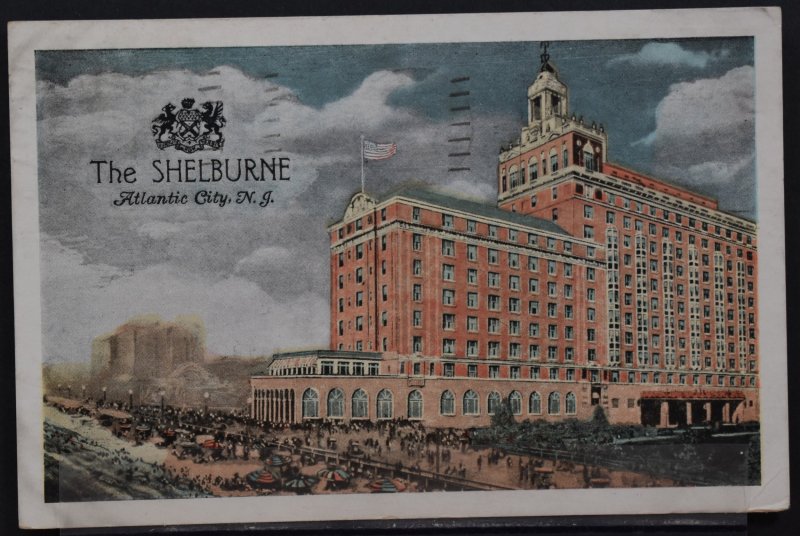 The SHELBURNE
Atlantic City, N.J.